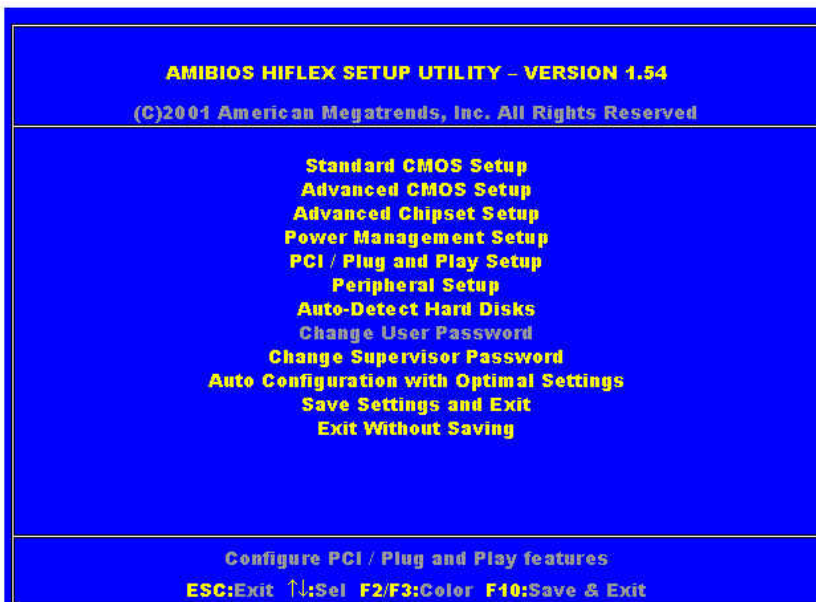 AMIBIOS HIFLEX SETUP UTILITY – VERSION 1.54
(C)2001 American Megatrends, Inc. All Rights Reserved
Standard CMOS Setup
Advanced CMOS Setup
Advanced Chipset Setup
Power Management Setup
PCI / Plug and Play Setup
Peripheral Setup
Auto-Detect Hard Disks
Change User Password
Change Supervisor Password
Auto Configuration with Optimal Settings
Save Settings and Exit
Exit Without Saving
Configure PCI / Plug and Play features
ESC:Exit ↑↓:Sel F2/F3:Color F10:Save & Exit